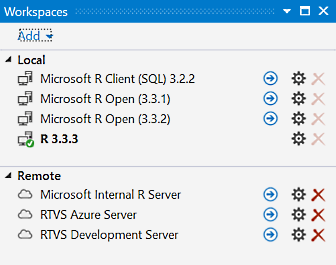 Workspaces
Add
Local
Microsoft R Client (SQL) 3.2.2
Microsoft R Open (3.3.1)
Microsoft R Open (3.3.2)
R 3.3.3
Remote
Microsoft Internal R Server
RTVS Azure Server
RTVS Development Server